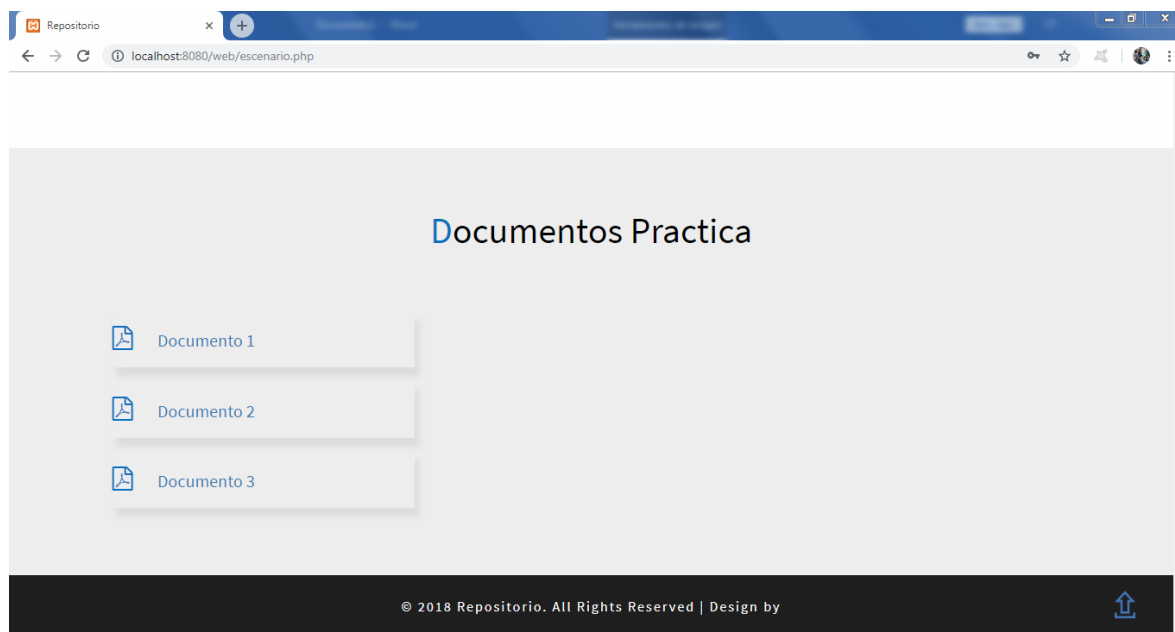 Repositorio
localhost:8080/web/escenario.php
Documentos Practica
Documento 1
Documento 2
Documento 3
© 2018 Repositorio. All Rights Reserved | Design by